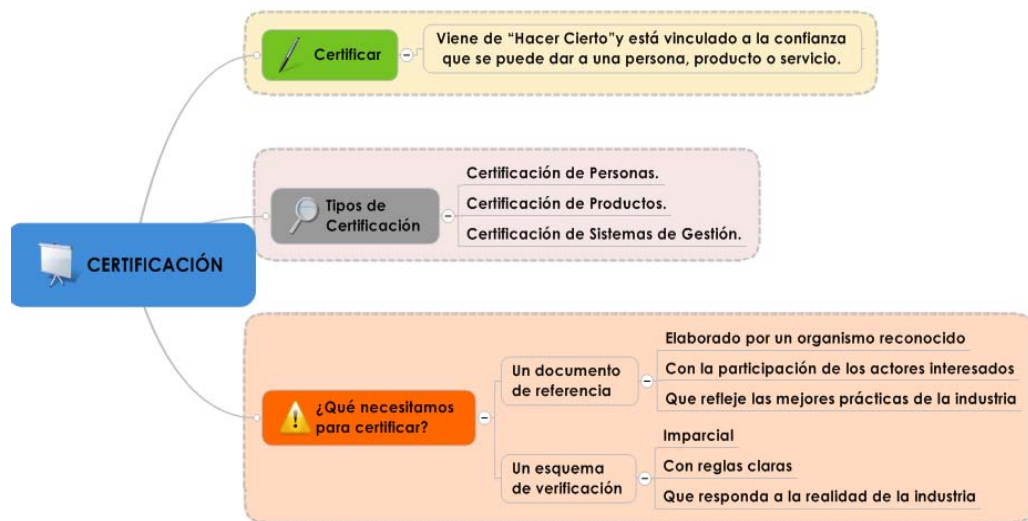 Certificar
Viene de “Hacer Cierto”y está vinculado a la confianza
que se puede dar a una persona, producto o servicio.
Tipos de
Certificación
Certificación de Personas.
Certificación de Productos.
Certificación de Sistemas de Gestión.
CERTIFICACIÓN
¿Qué necesitamos
para certificar?
Un documento
de referencia
Elaborado por un organismo reconocido
Con la participación de los actores interesados
Que refleje las mejores prácticas de la industria
Un esquema
de verificación
Imparcial
Con reglas claras
Que responda a la realidad de la industria